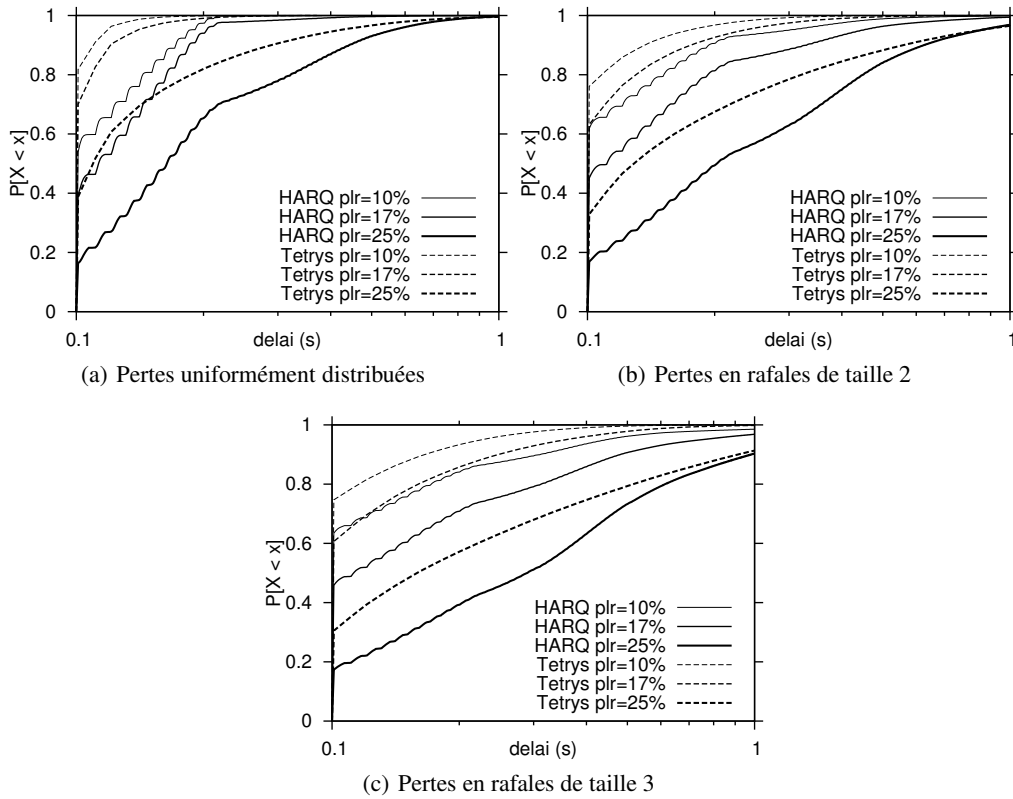 1
0.8
0.6
0.4
0.2
0
P[X < x]
HARQ plr=10%
HARQ plr=17%
HARQ plr=25%
Tetrys plr=10%
Tetrys plr=17%
Tetrys plr=25%
0.1
1
delai (s)
(a) Pertes uniformément distribuées
1
0.8
0.6
0.4
0.2
0
P[X < x]
HARQ plr=10%
HARQ plr=17%
HARQ plr=25%
Tetrys plr=10%
Tetrys plr=17%
Tetrys plr=25%
0.1
1
delai (s)
(b) Pertes en rafales de taille 2
1
0.8
0.6
0.4
0.2
0
P[X < x]
HARQ plr=10%
HARQ plr=17%
HARQ plr=25%
Tetrys plr=10%
Tetrys plr=17%
Tetrys plr=25%
0.1
1
delai (s)
(c) Pertes en rafales de taille 3